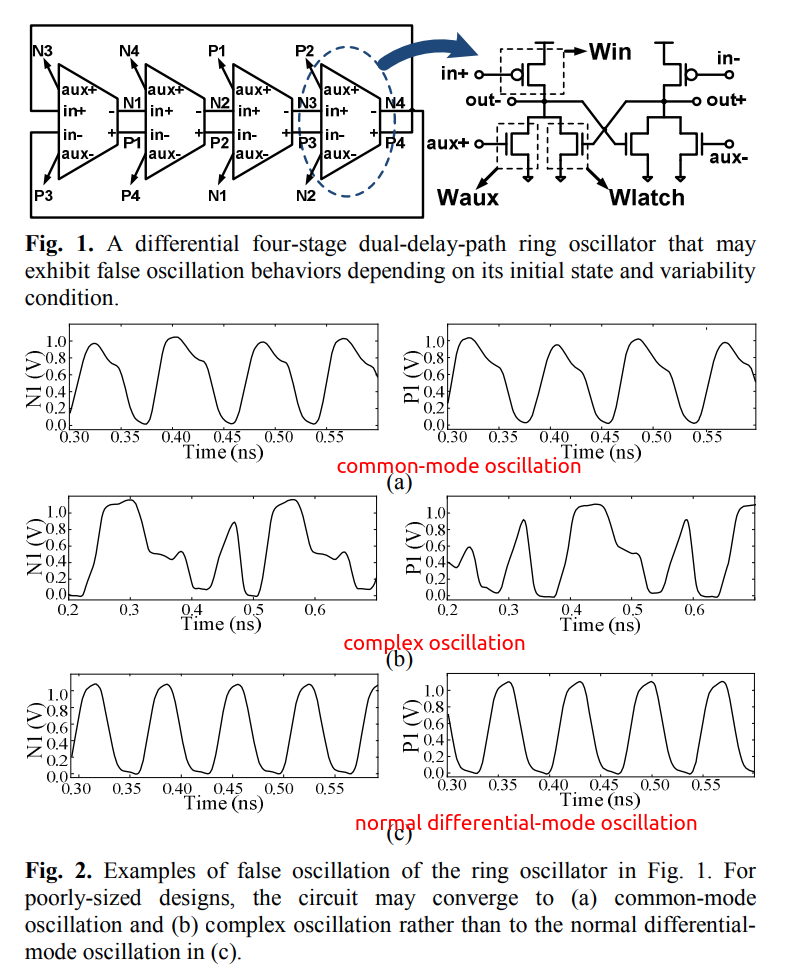 N3 N4 P1 P2
aux+ aux+ aux+ aux+
in+ N1 in+ N2 in+ N3 in+ N4
- - - -
in- in- in- in-
+ + + +
P1 P2 P3 P4
aux- aux- aux- aux-
P3 P4 N1 N2
Win
in+ in-
out- out+
aux+ aux-
Waux Wlatch
Fig. 1. A differential four-stage dual-delay-path ring oscillator that may
exhibit false oscillation behaviors depending on its initial state and variability
condition.
N1 (V)
1.0
0.8
0.6
0.4
0.2
0.0
0.30 0.35 0.40 0.45 0.50 0.55
Time (ns)
P1 (V)
1.0
0.8
0.6
0.4
0.2
0.0
0.30 0.35 0.40 0.45 0.50 0.55
Time (ns)
common-mode oscillation
(a)
N1 (V)
1.0
0.8
0.6
0.4
0.2
0.0
0.2 0.3 0.4 0.5 0.6
Time (ns)
P1 (V)
1.0
0.8
0.6
0.4
0.2
0.0
0.2 0.3 0.4 0.5 0.6
Time (ns)
complex oscillation
(b)
N1 (V)
1.0
0.8
0.6
0.4
0.2
0.0
0.30 0.35 0.40 0.45 0.50 0.55
Time (ns)
P1 (V)
1.0
0.8
0.6
0.4
0.2
0.0
0.30 0.35 0.40 0.45 0.50 0.55
Time (ns)
normal differential-mode oscillation
(c)
Fig. 2. Examples of false oscillation of the ring oscillator in Fig. 1. For
poorly-sized designs, the circuit may converge to (a) common-mode
oscillation and (b) complex oscillation rather than to the normal differential-
mode oscillation in (c).